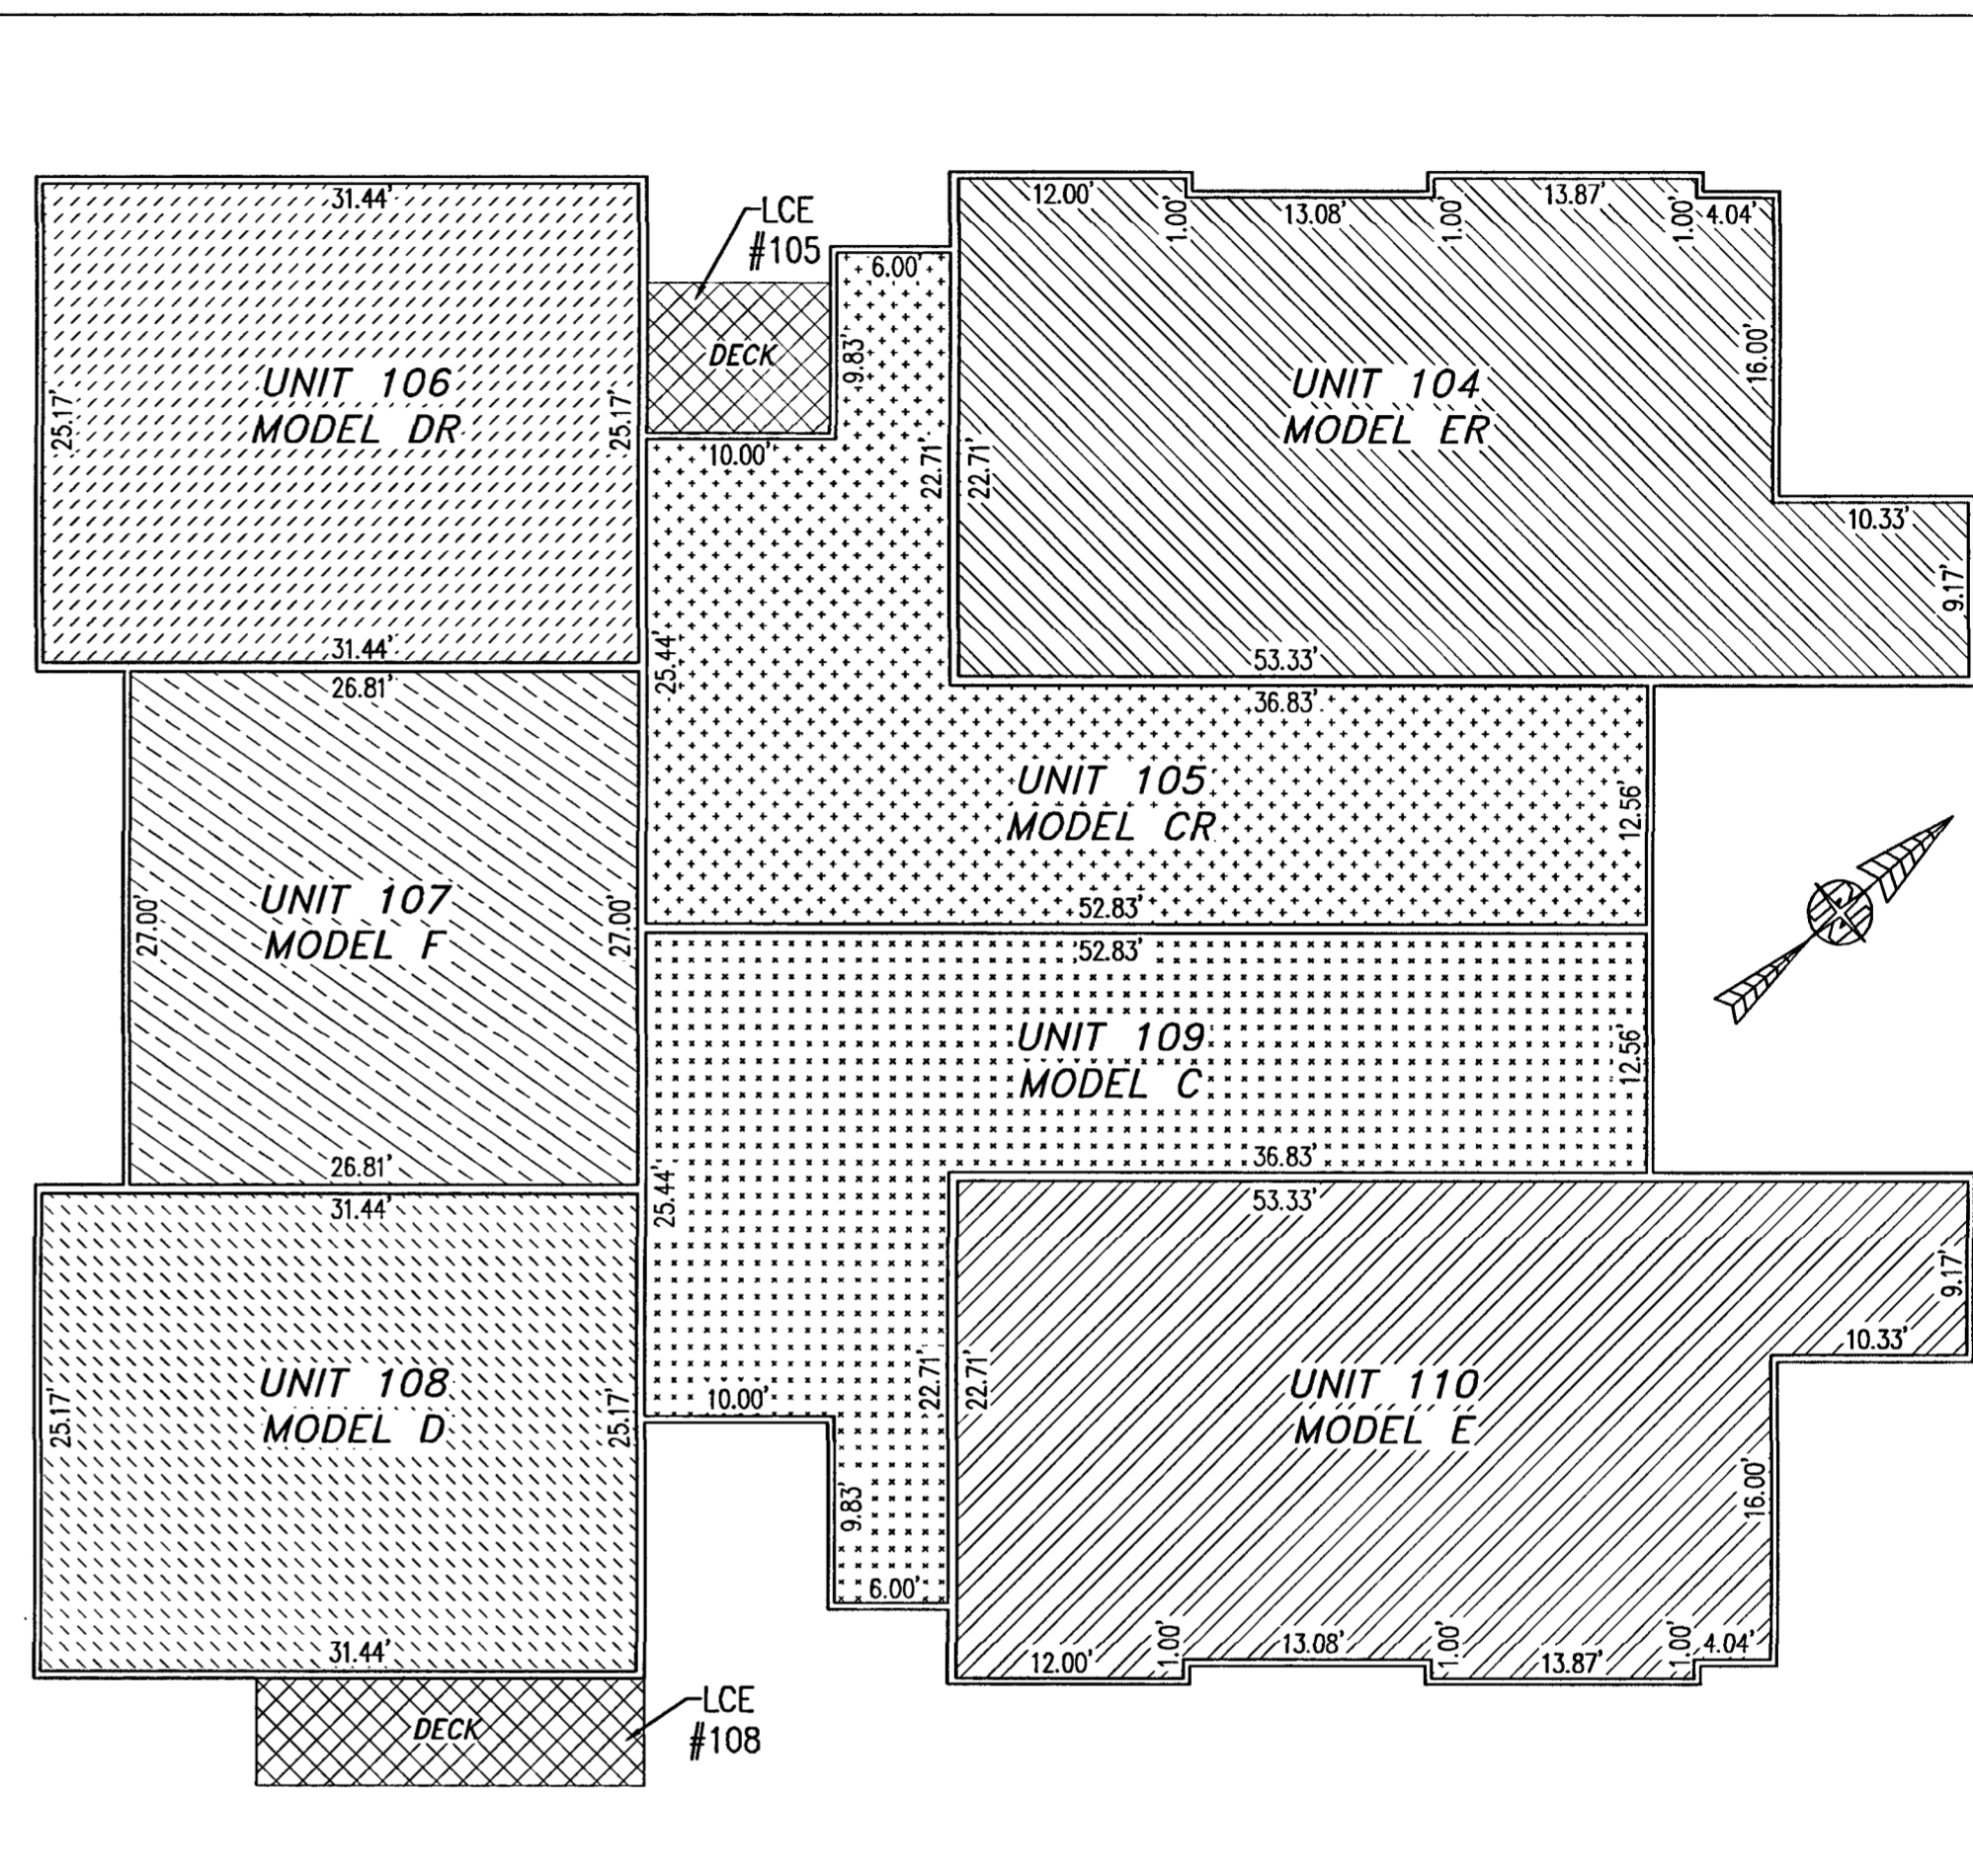 31.44'
25.17'
25.17'
UNIT 106
MODEL DR
31.44'
LCE
#105
DECK
10.00'
6.00'
9.83'
22.71'
25.44'
36.83'
UNIT 105
MODEL CR
12.56'
52.83'
12.00'
1.00'
13.08'
1.00'
13.87'
1.00'
4.04'
16.00'
UNIT 104
MODEL ER
22.71'
10.33'
9.17'
53.33'
26.81'
27.00'
27.00'
UNIT 107
MODEL F
26.81'
N
52.83'
UNIT 109
MODEL C
12.56'
36.83'
25.44'
10.00'
22.71'
9.83'
6.00'
31.44'
25.17'
25.17'
UNIT 108
MODEL D
31.44'
DECK
LCE
#108
53.33'
9.17'
10.33'
22.71'
UNIT 110
MODEL E
16.00'
12.00'
1.00'
13.08'
1.00'
13.87'
1.00'
4.04'